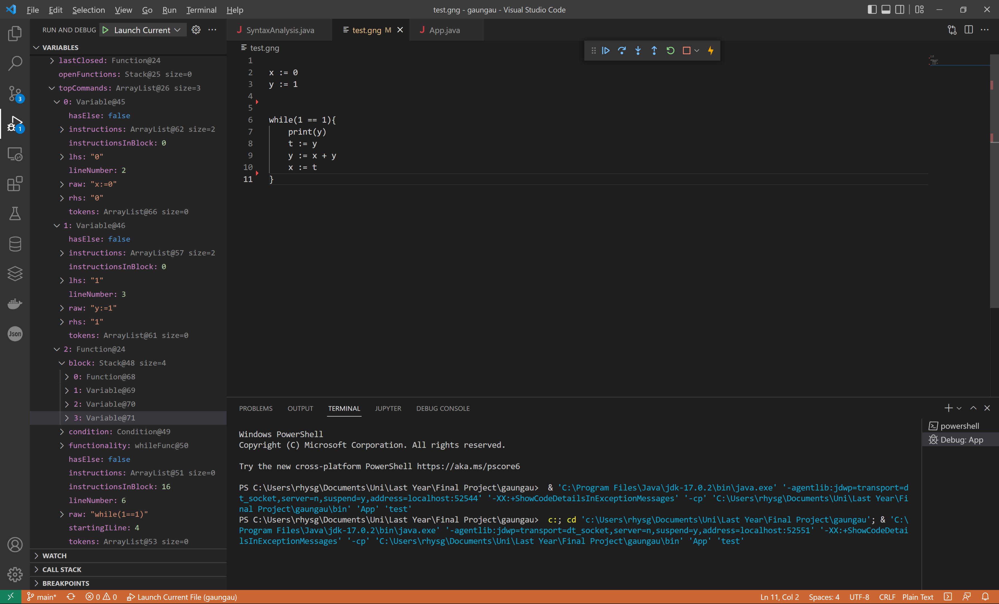 File Edit Selection View Go Run Terminal Help
test.gng - gaungau - Visual Studio Code
RUN AND DEBUG Launch Current
VARIABLES
lastClosed: Function@24
openFunctions: Stack@25 size=0
topCommands: ArrayList@26 size=3
0: Variable@45
hasElse: false
instructions: ArrayList@62 size=2
instructionsInBlock: 0
lhs: "0"
lineNumber: 2
raw: "x:=0"
rhs: "0"
tokens: ArrayList@66 size=0
1: Variable@46
hasElse: false
instructions: ArrayList@57 size=2
instructionsInBlock: 0
lhs: "1"
lineNumber: 3
raw: "y:=1"
rhs: "1"
tokens: ArrayList@61 size=0
2: Function@24
block: Stack@48 size=4
0: Function@68
1: Variable@69
2: Variable@70
3: Variable@71
condition: Condition@49
functionality: whileFunc@50
hasElse: false
instructions: ArrayList@51 size=0
instructionsInBlock: 16
lineNumber: 6
raw: "while(1==1)"
startingILine: 4
tokens: ArrayList@53 size=0
WATCH
CALL STACK
BREAKPOINTS
3
1
Json
J SyntaxAnalysis.java
test.gng M
J App.java
test.gng
1
2 x := 0
3 y := 1
4
5
6 while(1 == 1){
7 print(y)
8 t := y
9 y := x + y
10 x := t
11 }
PROBLEMS OUTPUT TERMINAL JUPYTER DEBUG CONSOLE
Windows PowerShell
Copyright (C) Microsoft Corporation. All rights reserved.
Try the new cross-platform PowerShell https://aka.ms/pscore6
PS C:\Users\rhysg\Documents\Uni\Last Year\Final Project\gaungau>  & 'C:\Program Files\Java\jdk-17.0.2\bin\java.exe' '-agentlib:jdwp=transport=d
t_socket,server=n,suspend=y,address=localhost:52544' '-XX:+ShowCodeDetailsInExceptionMessages' '-cp' 'C:\Users\rhysg\Documents\Uni\Last Year\Fi
nal Project\gaungau\bin' 'App' 'test'
PS C:\Users\rhysg\Documents\Uni\Last Year\Final Project\gaungau>  c:; cd 'c:\Users\rhysg\Documents\Uni\Last Year\Final Project\gaungau'; & 'C:\
Program Files\Java\jdk-17.0.2\bin\java.exe' '-agentlib:jdwp=transport=dt_socket,server=n,suspend=y,address=localhost:52551' '-XX:+ShowCodeDetai
lsInExceptionMessages' '-cp' 'C:\Users\rhysg\Documents\Uni\Last Year\Final Project\gaungau\bin' 'App' 'test'
powershell
Debug: App
main* 0 0 Launch Current File (gaungau)
Ln 11, Col 2 Spaces: 4 UTF-8 CRLF Plain Text